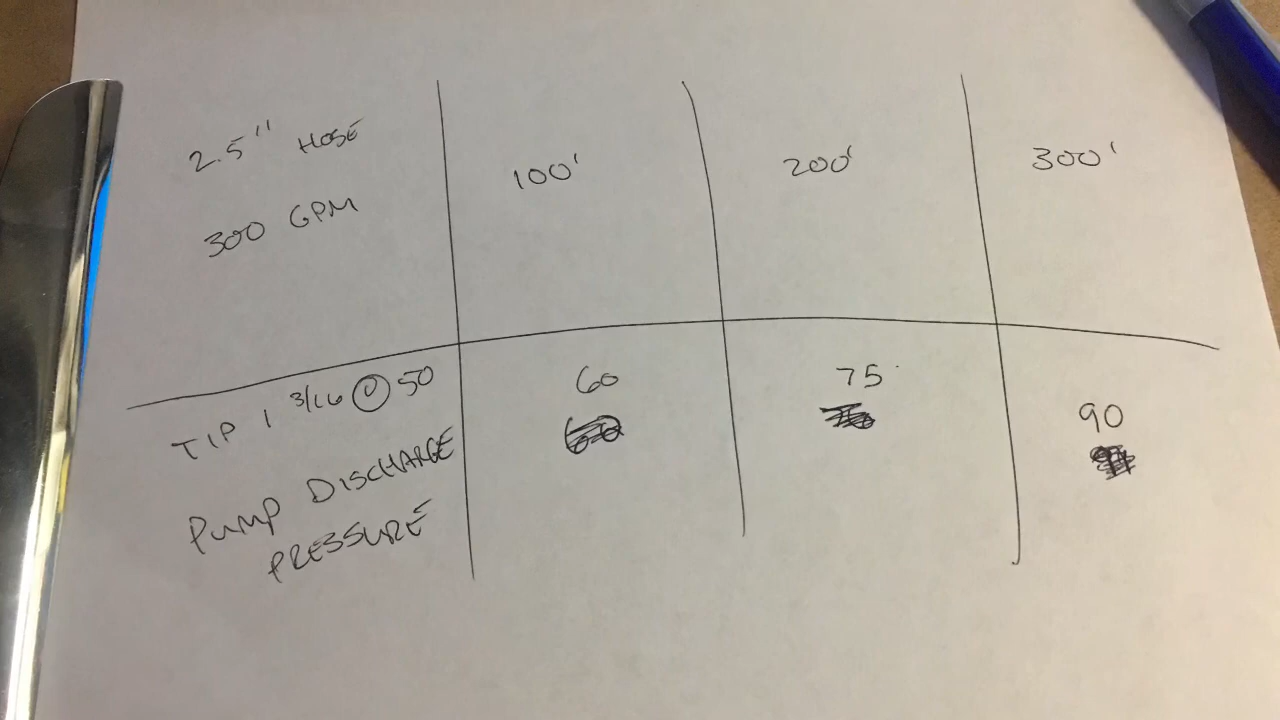 2.5" HOSE
300 GPM
100'
200'
300'
TIP 1 3/16 @ 50
PUMP DISCHARGE
PRESSURE
60
75
90